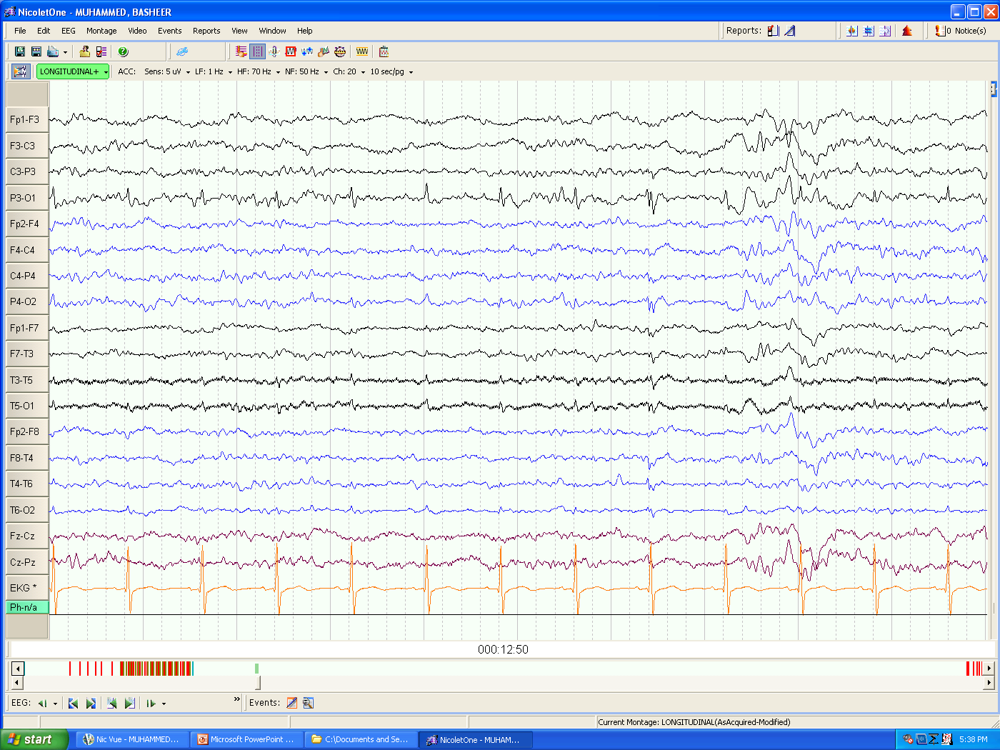 NicoletOne - MUHAMMED, BASHEER
File Edit EEG Montage Video Events Reports View Window Help Reports: 0 Notice(s)
LONGITUDINAL+ ACC: Sens: 5 uV LF: 1 Hz HF: 70 Hz NF: 50 Hz Ch: 20 10 sec/pg
Fp1-F3
F3-C3
C3-P3
P3-O1
Fp2-F4
F4-C4
C4-P4
P4-O2
Fp1-F7
F7-T3
T3-T5
T5-O1
Fp2-F8
F8-T4
T4-T6
T6-O2
Fz-Cz
Cz-Pz
EKG *
Ph-n/a
000:12:50
EEG: » Events:
Current Montage: LONGITUDINAL(AsAcquired-Modified)
start Nic Vue - MUHAMMED... Microsoft PowerPoint ... C:\Documents and Se... NicoletOne - MUHAM... 5:38 PM